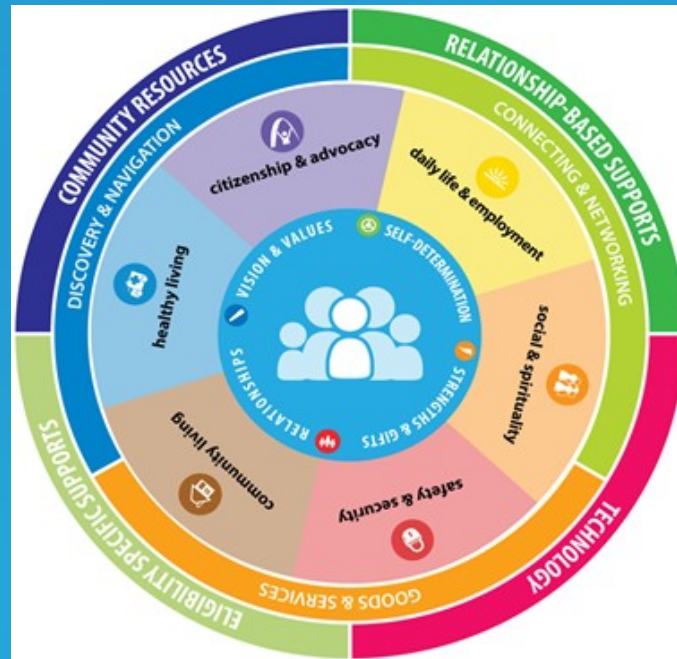 COMMUNITY RESOURCES
RELATIONSHIP-BASED SUPPORTS
TECHNOLOGY
ELIGIBILITY SPECIFIC SUPPORTS
DISCOVERY & NAVIGATION
CONNECTING & NETWORKING
GOODS & SERVICES
citizenship & advocacy
daily life & employment
social & spirituality
safety & security
community living
healthy living
VISION & VALUES
SELF-DETERMINATION
STRENGTHS & GIFTS
RELATIONSHIPS